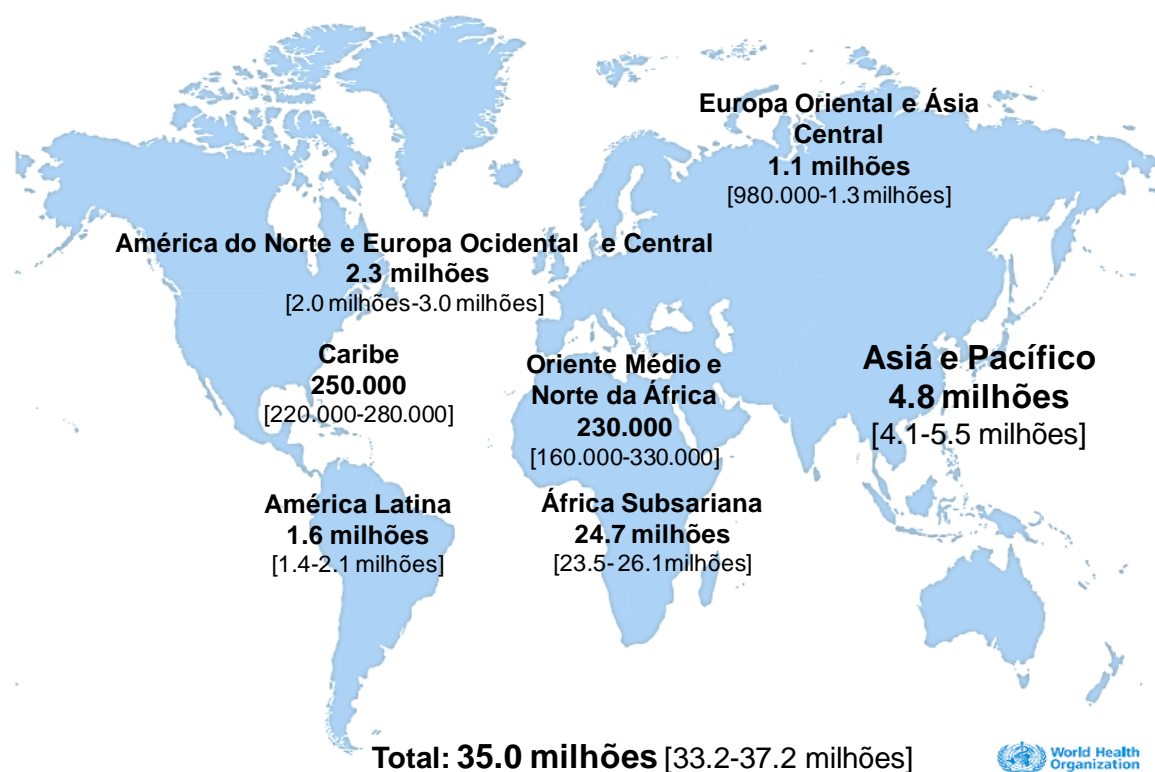 Europa Oriental e Ásia
Central
1.1 milhões
[980.000-1.3 milhões]
América do Norte e Europa Ocidental e Central
2.3 milhões
[2.0 milhões-3.0 milhões]
Caribe
250.000
[220.000-280.000]
Oriente Médio e
Norte da África
230.000
[160.000-330.000]
Asiá e Pacífico
4.8 milhões
[4.1-5.5 milhões]
América Latina
1.6 milhões
[1.4-2.1 milhões]
África Subsariana
24.7 milhões
[23.5-26.1milhões]
Total: 35.0 milhões [33.2-37.2 milhões]
World Health
Organization